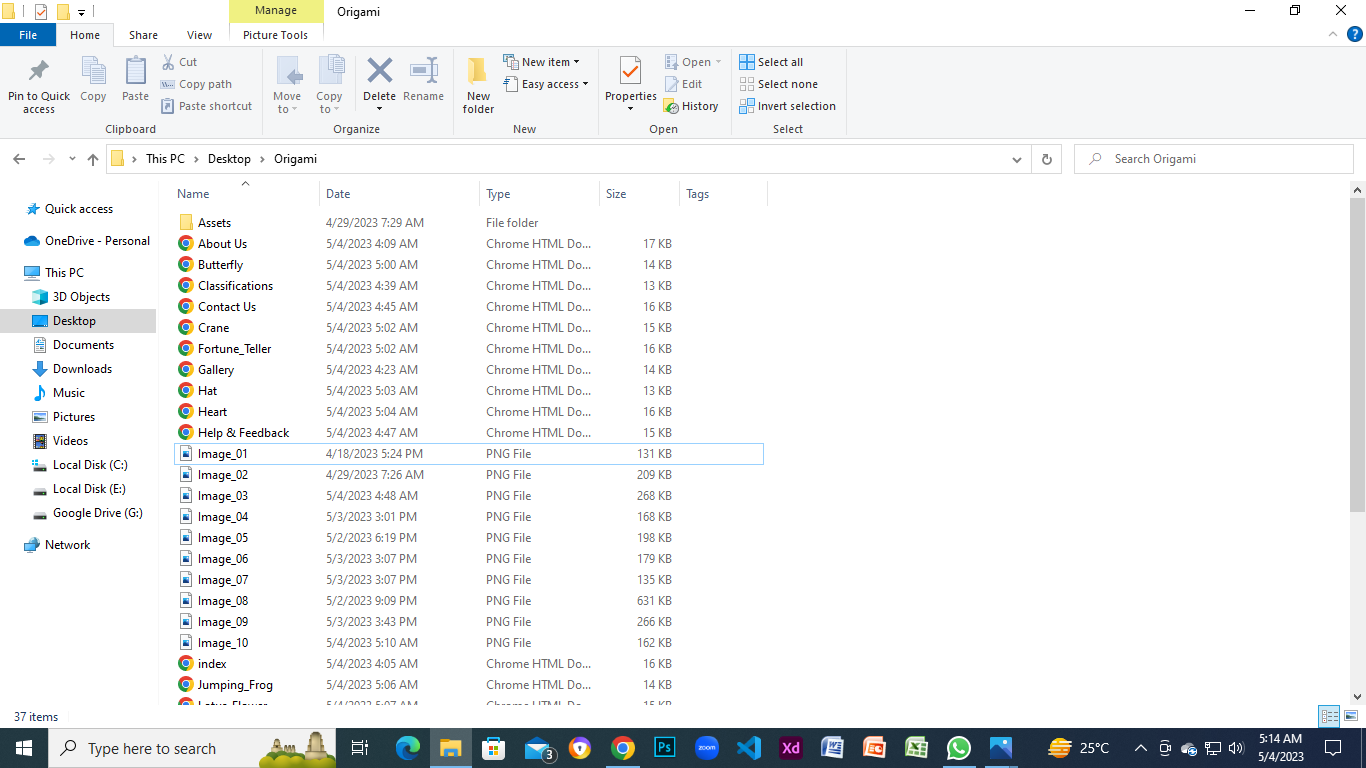 Manage
Origami
File
Home
Share
View
Picture Tools
?
Pin to Quick access
Copy
Paste
Cut
Copy path
Paste shortcut
Clipboard
Move to
Copy to
Delete
Rename
Organize
New folder
New item
Easy access
New
Properties
Open
Edit
History
Open
Select all
Select none
Invert selection
Select
This PC > Desktop > Origami
Search Origami
Quick access
OneDrive - Personal
This PC
3D Objects
Desktop
Documents
Downloads
Music
Pictures
Videos
Local Disk (C:)
Local Disk (E:)
Google Drive (G:)
Network
Name Date Type Size Tags
Assets 4/29/2023 7:29 AM File folder
About Us 5/4/2023 4:09 AM Chrome HTML Do... 17 KB
Butterfly 5/4/2023 5:00 AM Chrome HTML Do... 14 KB
Classifications 5/4/2023 4:39 AM Chrome HTML Do... 13 KB
Contact Us 5/4/2023 4:45 AM Chrome HTML Do... 16 KB
Crane 5/4/2023 5:02 AM Chrome HTML Do... 15 KB
Fortune_Teller 5/4/2023 5:02 AM Chrome HTML Do... 16 KB
Gallery 5/4/2023 4:23 AM Chrome HTML Do... 14 KB
Hat 5/4/2023 5:03 AM Chrome HTML Do... 13 KB
Heart 5/4/2023 5:04 AM Chrome HTML Do... 16 KB
Help & Feedback 5/4/2023 4:47 AM Chrome HTML Do... 15 KB
Image_01 4/18/2023 5:24 PM PNG File 131 KB
Image_02 4/29/2023 7:26 AM PNG File 209 KB
Image_03 5/4/2023 4:48 AM PNG File 268 KB
Image_04 5/3/2023 3:01 PM PNG File 168 KB
Image_05 5/2/2023 6:19 PM PNG File 198 KB
Image_06 5/3/2023 3:07 PM PNG File 179 KB
Image_07 5/3/2023 3:07 PM PNG File 135 KB
Image_08 5/2/2023 9:09 PM PNG File 631 KB
Image_09 5/3/2023 3:43 PM PNG File 266 KB
Image_10 5/4/2023 5:10 AM PNG File 162 KB
index 5/4/2023 4:05 AM Chrome HTML Do... 16 KB
Jumping_Frog 5/4/2023 5:06 AM Chrome HTML Do... 14 KB
Lotus_Flower 5/4/2023 5:07 AM Chrome HTML Do... 15 KB
37 items
Type here to search
3
Ps
zoom
Xd
25°C
5:14 AM
5/4/2023